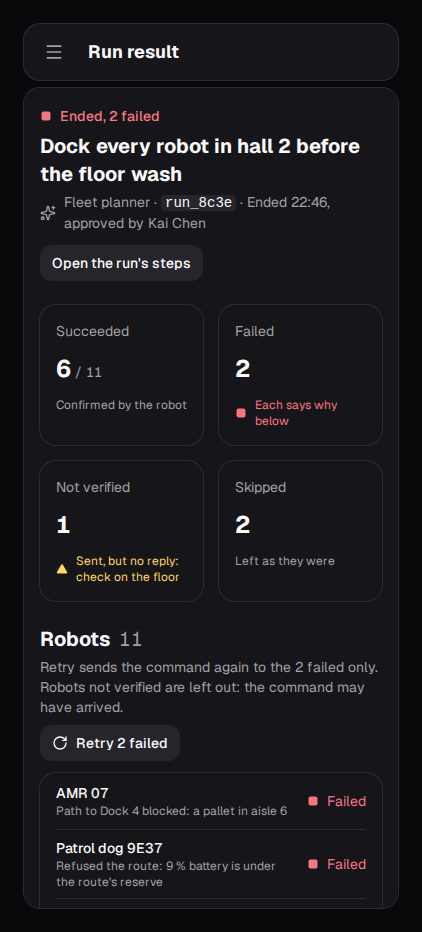 Run result
Ended, 2 failed
Dock every robot in hall 2 before
the floor wash
Fleet planner · run_8c3e · Ended 22:46,
approved by Kai Chen
Open the run's steps
Succeeded
6 / 11
Confirmed by the robot
Failed
2
Each says why
below
Not verified
1
Sent, but no reply:
check on the floor
Skipped
2
Left as they were
Robots 11
Retry sends the command again to the 2 failed only.
Robots not verified are left out: the command may
have arrived.
Retry 2 failed
AMR 07
Path to Dock 4 blocked: a pallet in aisle 6
Failed
Patrol dog 9E37
Refused the route: 9 % battery is under
the route's reserve
Failed